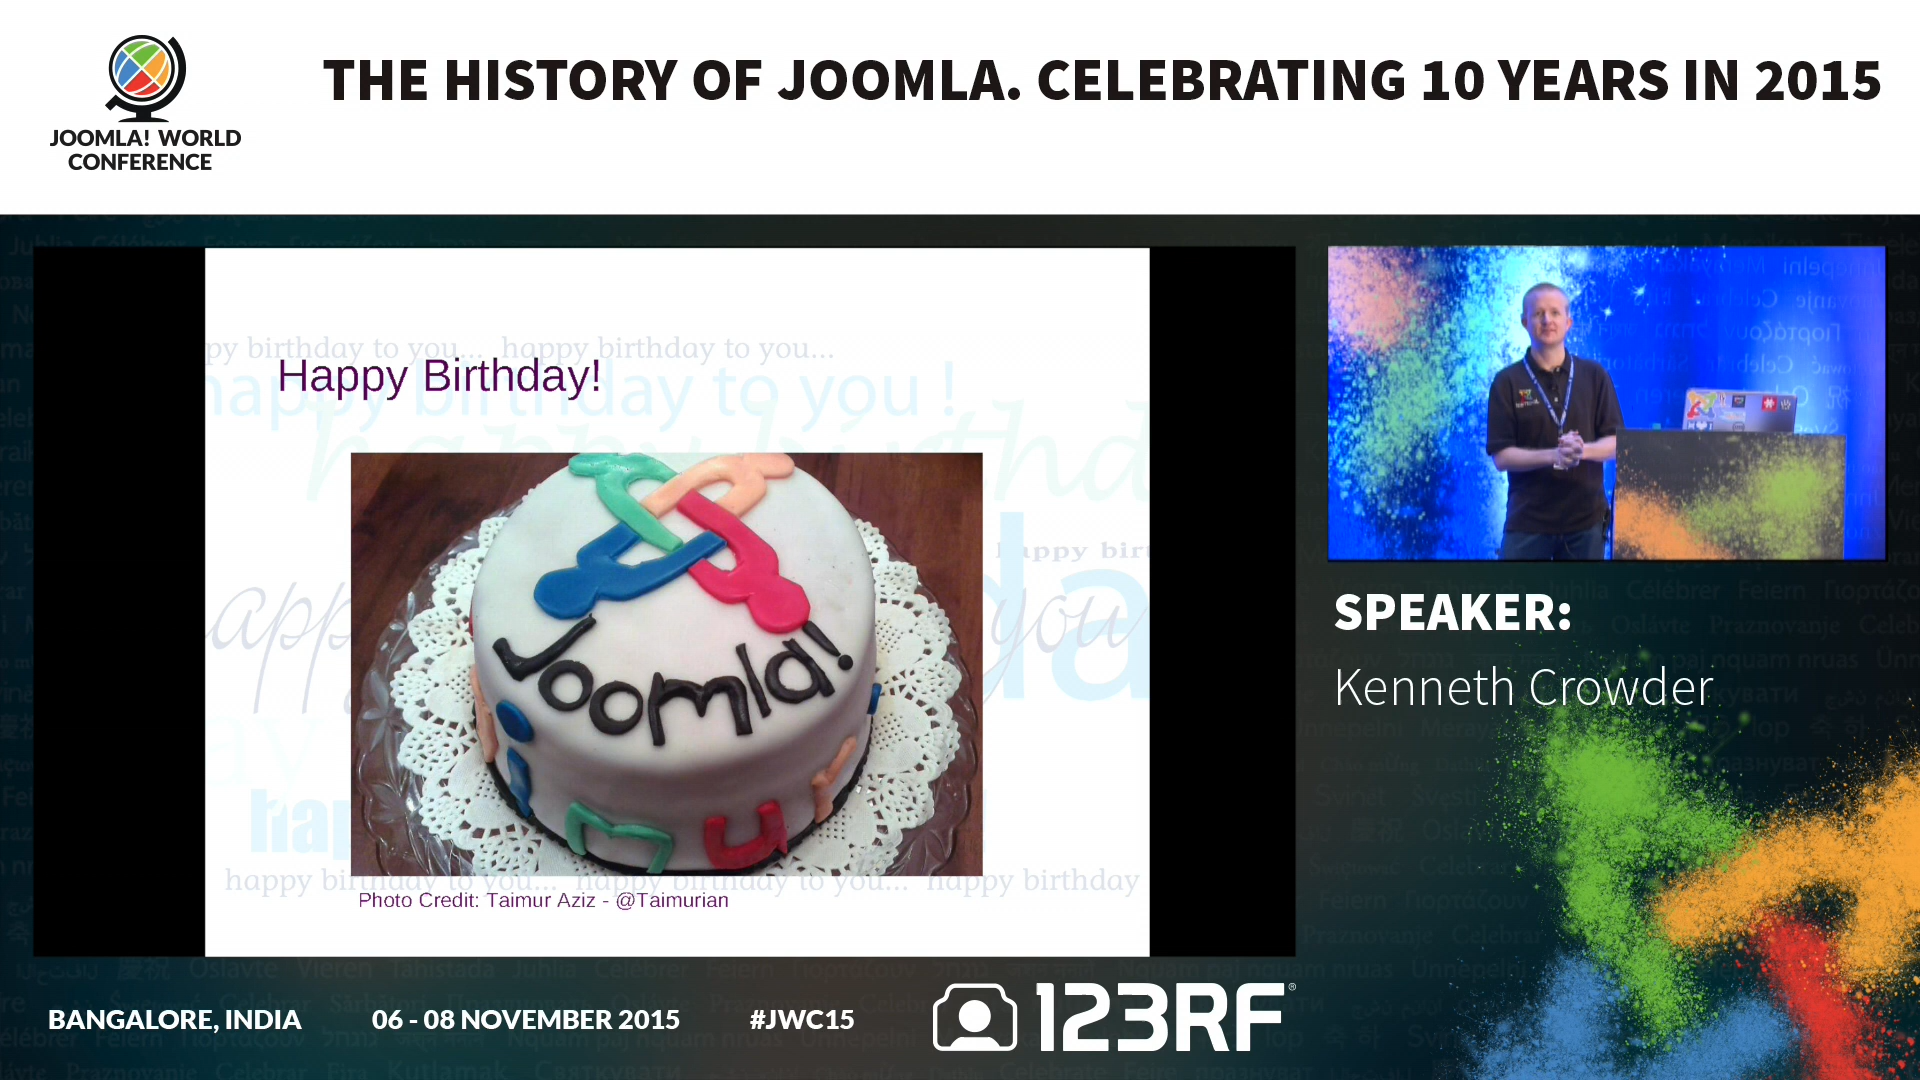 JOOMLA! WORLD
CONFERENCE
THE HISTORY OF JOOMLA. CELEBRATING 10 YEARS IN 2015
py birthday to you... happy birthday to you...
Happy Birthday!
happy birthday to you !
happy birthd
Joomla!
happy birthday to you... happy birthday to you... happy birthday
Photo Credit: Taimur Aziz - @Taimurian
SPEAKER:
Kenneth Crowder
BANGALORE, INDIA
06 - 08 NOVEMBER 2015
#JWC15
123RF®